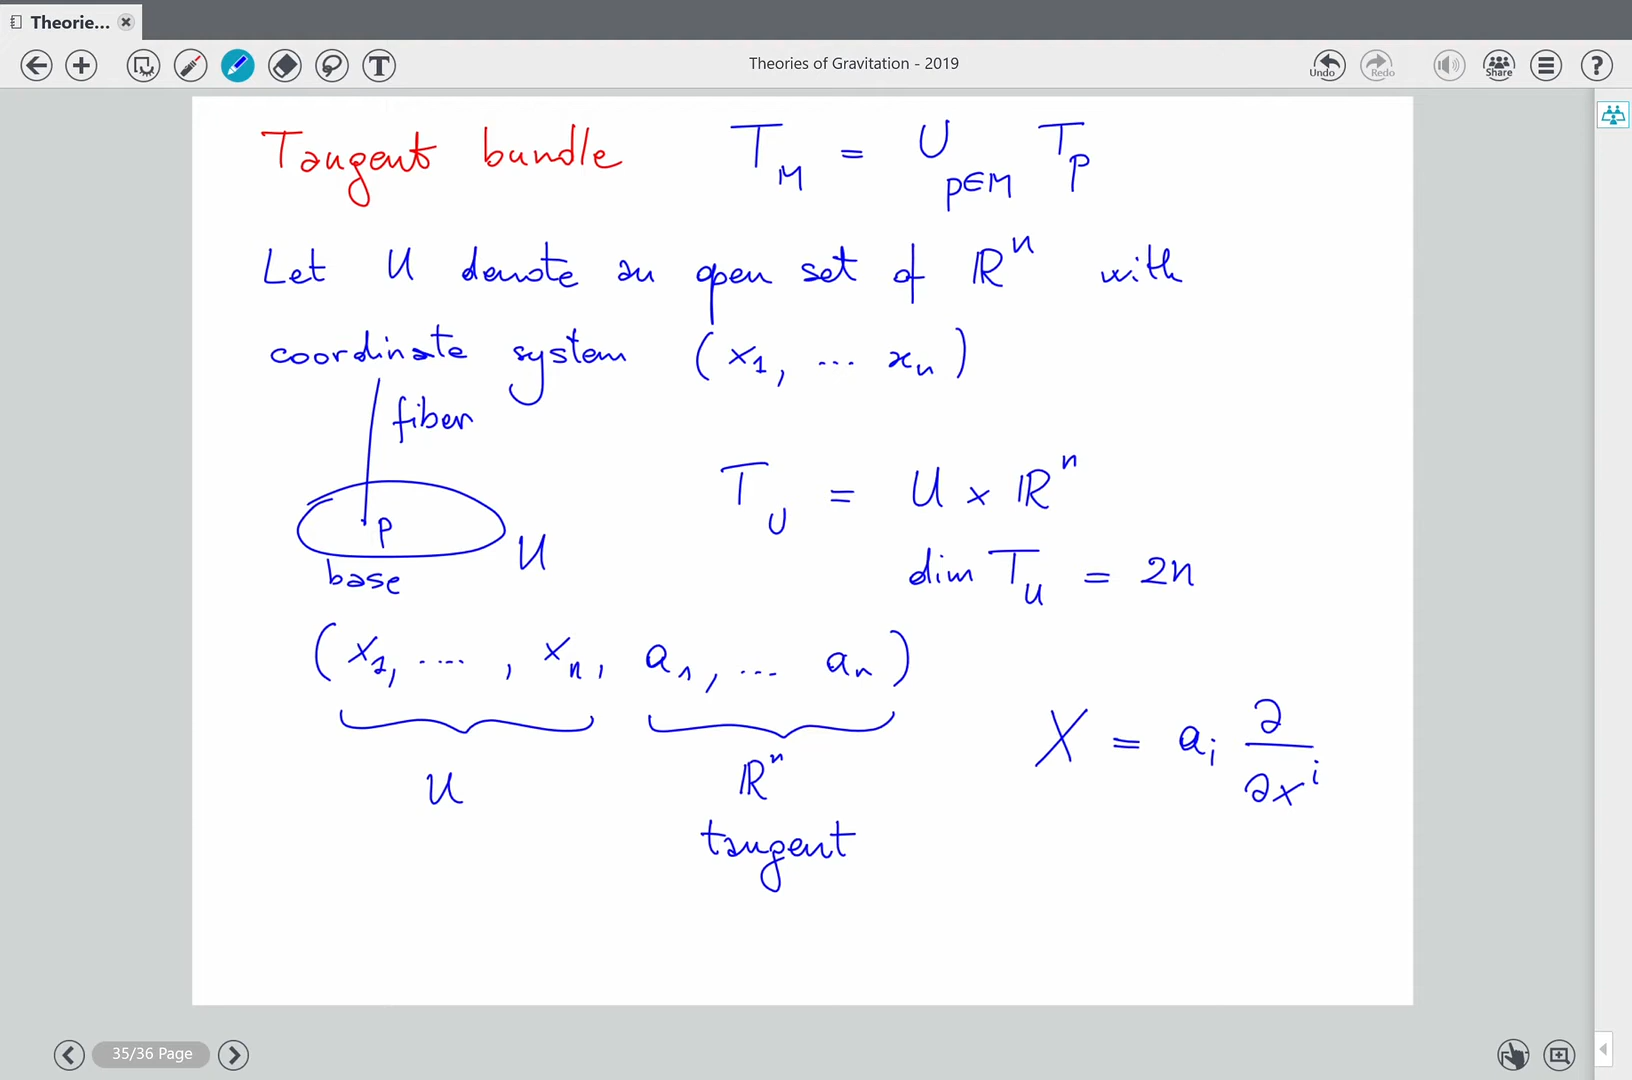 Theorie...
Theories of Gravitation - 2019
Undo Redo Share ?
T
Tangent bundle T_M = ∪_{p∈M} T_p
Let U denote an open set of ℝ^n with
coordinate system (x_1, ... x_n)
fiber
T_U = U × ℝ^n
p
U
dim T_U = 2n
base
(x_1, ...., x_n, a_1, ... a_n)
X = a_i ∂/∂x^i
U ℝ^n
tangent
35/36 Page